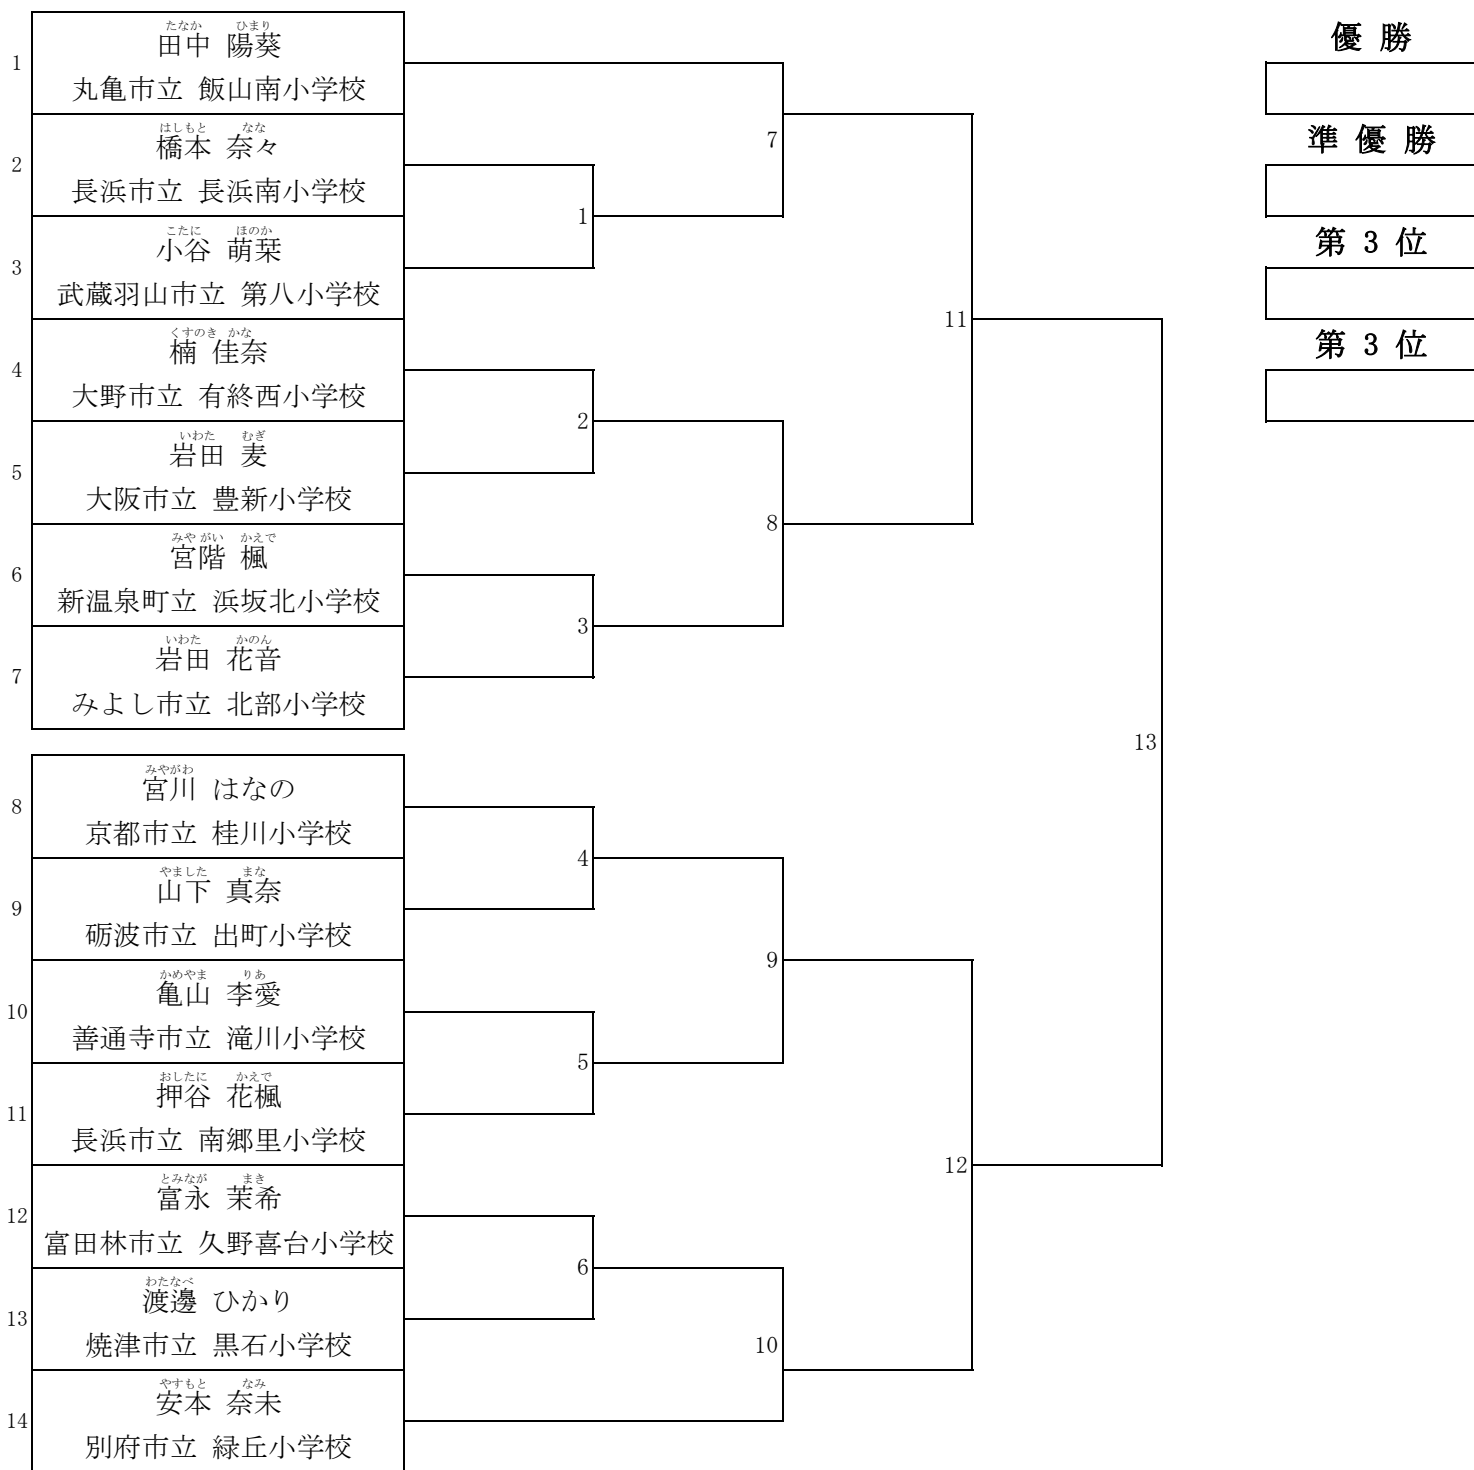 たなか ひまり
1 田中 陽葵
丸亀市立 飯山南小学校
はしもと なな
2 橋本 奈々
長浜市立 長浜南小学校
こたに ほのか
3 小谷 萌栞
武蔵羽山市立 第八小学校
くすのき かな
4 楠 佳奈
大野市立 有終西小学校
いわた むぎ
5 岩田 麦
大阪市立 豊新小学校
みやがい かえで
6 宮階 楓
新温泉町立 浜坂北小学校
いわた かのん
7 岩田 花音
みよし市立 北部小学校
みやがわ
8 宮川 はなの
京都市立 桂川小学校
やました まな
9 山下 真奈
砺波市立 出町小学校
かめやま りあ
10 亀山 李愛
善通寺市立 滝川小学校
おしたに かえで
11 押谷 花楓
長浜市立 南郷里小学校
とみなが まき
12 富永 茉希
富田林市立 久野喜台小学校
わたなべ
13 渡邊 ひかり
焼津市立 黒石小学校
やすもと なみ
14 安本 奈未
別府市立 緑丘小学校
1
2
3
4
5
6
7
8
9
10
11
12
13
優 勝
準 優 勝
第 3 位
第 3 位